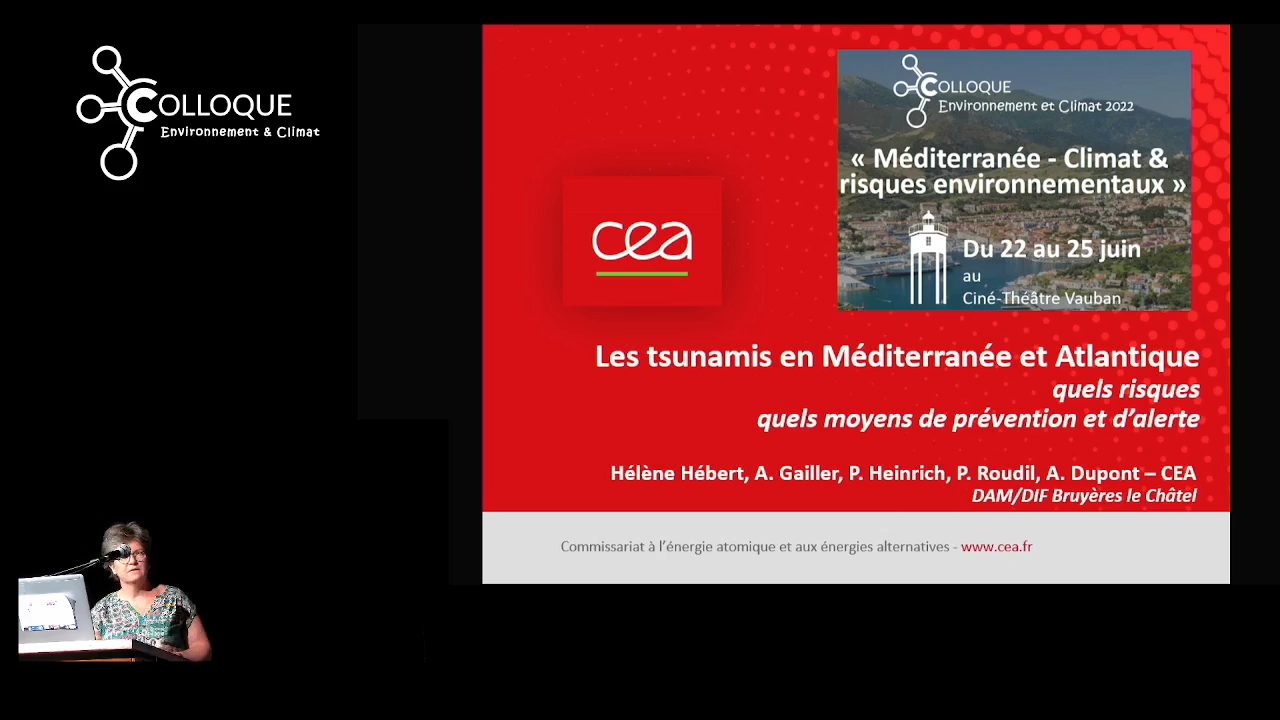 COLLOQUE
Environnement & Climat
COLLOQUE
Environnement et Climat 2022
« Méditerranée - Climat &
risques environnementaux »
Du 22 au 25 juin
au
Ciné-Théâtre Vauban
cea
Les tsunamis en Méditerranée et Atlantique
quels risques
quels moyens de prévention et d’alerte
Hélène Hébert, A. Gailler, P. Heinrich, P. Roudil, A. Dupont – CEA
DAM/DIF Bruyères le Châtel
Commissariat à l’énergie atomique et aux énergies alternatives - www.cea.fr